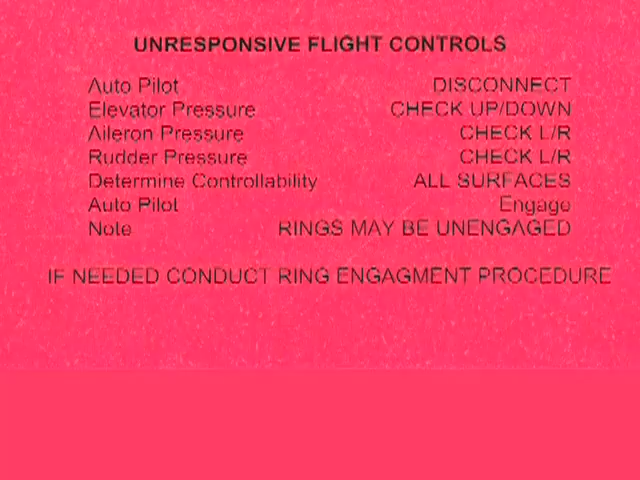 UNRESPONSIVE FLIGHT CONTROLS
Auto Pilot DISCONNECT
Elevator Pressure CHECK UP/DOWN
Aileron Pressure CHECK L/R
Rudder Pressure CHECK L/R
Determine Controllability ALL SURFACES
Auto Pilot Engage
Note RINGS MAY BE UNENGAGED
IF NEEDED CONDUCT RING ENGAGMENT PROCEDURE